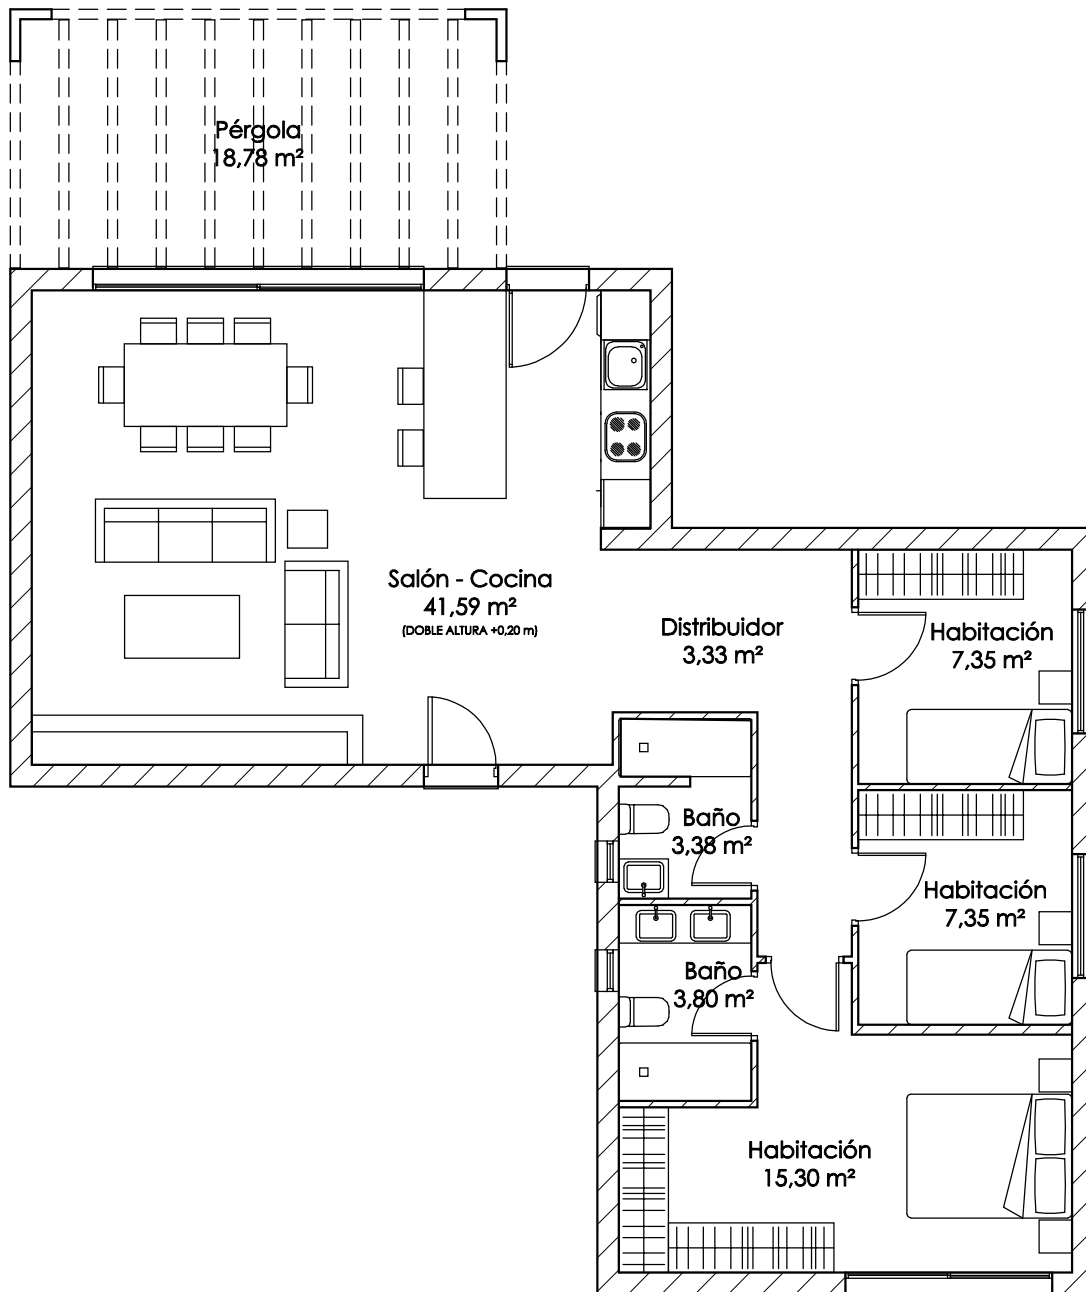 Pérgola
18,78 m²
Salón - Cocina
41,59 m²
(DOBLE ALTURA +0,20 m)
Distribuidor
3,33 m²
Habitación
7,35 m²
Baño
3,38 m²
Habitación
7,35 m²
Baño
3,80 m²
Habitación
15,30 m²